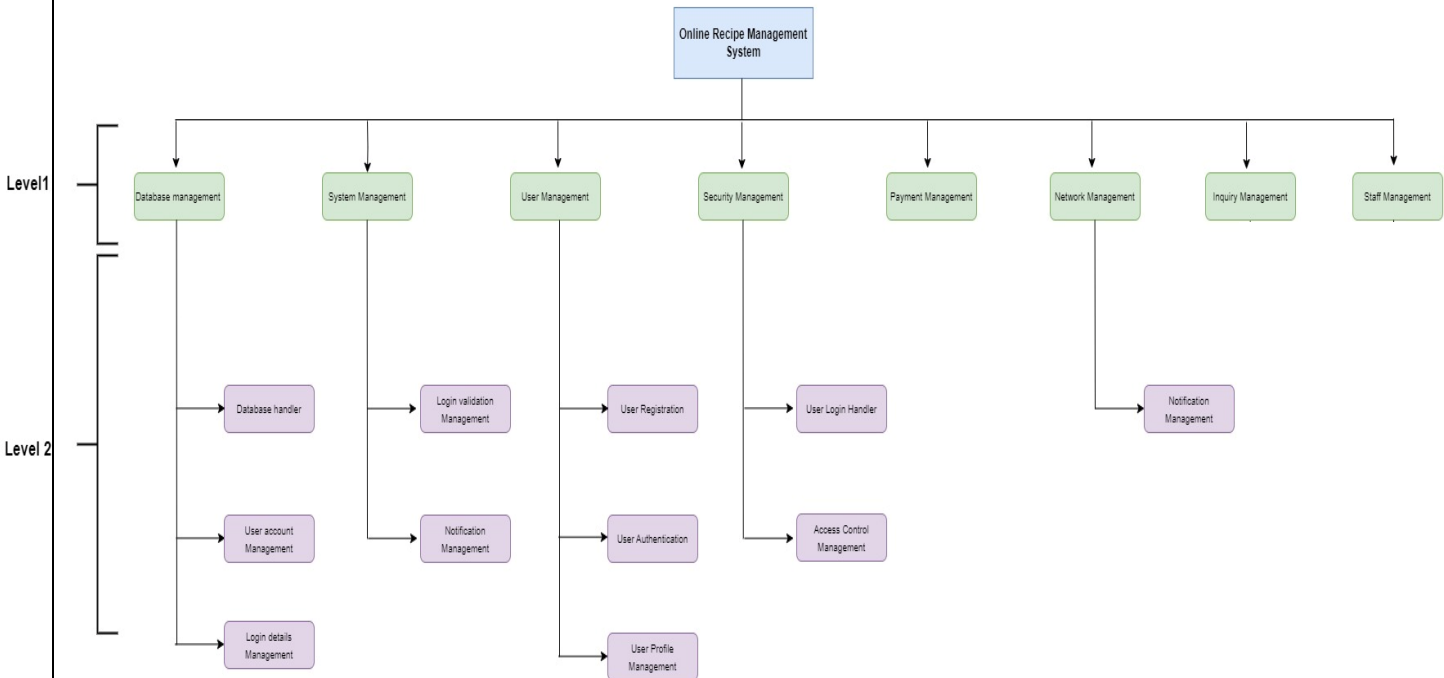 Online Recipe Management
System
Level1
Database management
System Management
User Management
Security Management
Payment Management
Network Management
Inquiry Management
Staff Management
Level 2
Database handler
Login validation
Management
User Registration
User Login Handler
Notification
Management
User account
Management
Notification
Management
User Authentication
Access Control
Management
Login details
Management
User Profile
Management